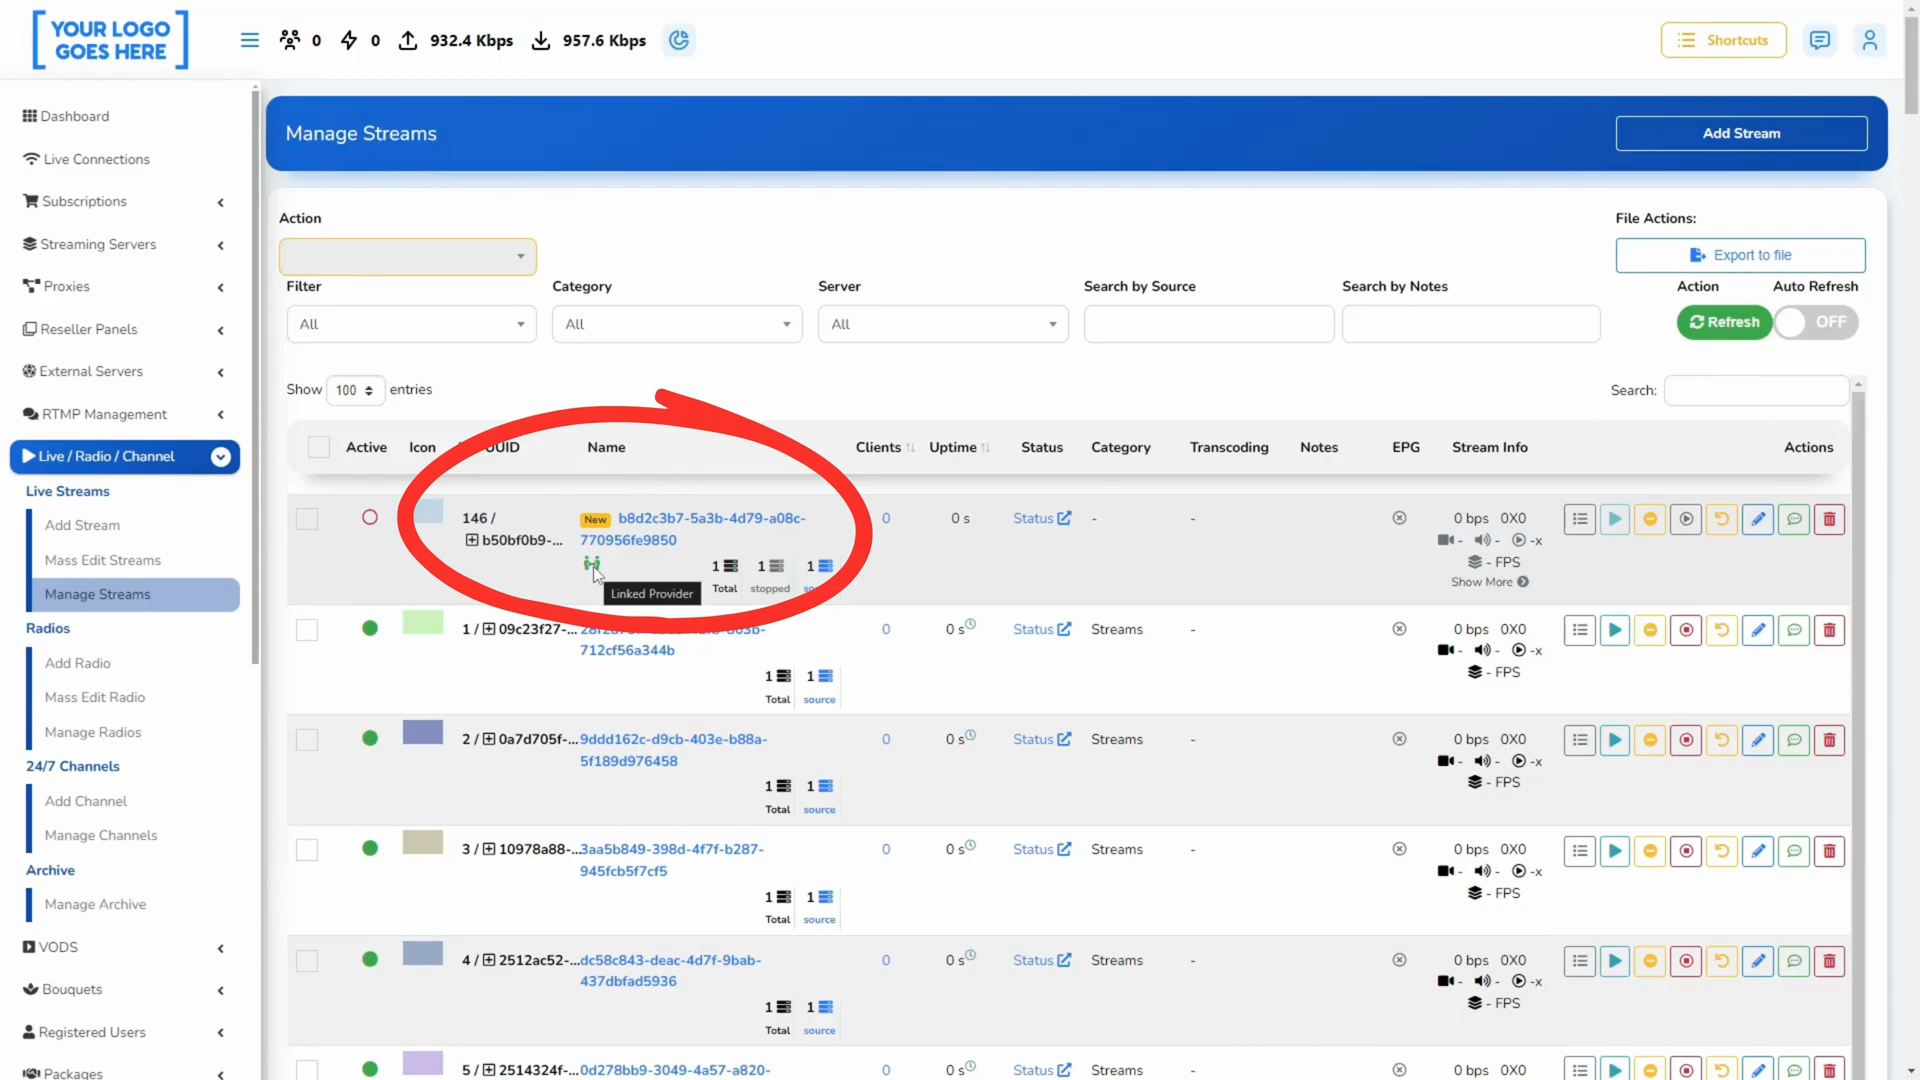 YOUR LOGO
GOES HERE
0
0
932.4 Kbps
957.6 Kbps
Shortcuts
Dashboard
Live Connections
Subscriptions
Streaming Servers
Proxies
Reseller Panels
External Servers
RTMP Management
Live / Radio / Channel
Live Streams
Add Stream
Mass Edit Streams
Manage Streams
Radios
Add Radio
Mass Edit Radio
Manage Radios
24/7 Channels
Add Channel
Manage Channels
Archive
Manage Archive
VODS
Bouquets
Registered Users
Packages
Manage Streams
Add Stream
Action
File Actions:
Export to file
Filter
Category
Server
Search by Source
Search by Notes
Action
Auto Refresh
All
All
All
Refresh
OFF
Show 100 entries
Search:
Active Icon UUID Name Clients Uptime Status Category Transcoding Notes EPG Stream Info Actions
146 / New b8d2c3b7-5a3b-4d79-a08c- 0 0 s Status - - 0 bps 0X0
b50bf0b9-... 770956fe9850 - - -x
1 1 1 - FPS
Total stopped
Show More
Linked Provider
1 / 09c23f27-... 0 0 s Status Streams - 0 bps 0X0
712cf56a344b - - -x
1 1 - FPS
Total source
2 / 0a7d705f-... 9ddd162c-d9cb-403e-b88a- 0 0 s Status Streams - 0 bps 0X0
5f189d976458 - - -x
1 1 - FPS
Total source
3 / 10978a88-... 3aa5b849-398d-4f7f-b287- 0 0 s Status Streams - 0 bps 0X0
945fcb5f7cf5 - - -x
1 1 - FPS
Total source
4 / 2512ac52-... dc58c843-deac-4d7f-9bab- 0 0 s Status Streams - 0 bps 0X0
437dbfad5936 - - -x
1 1 - FPS
Total source
5 / 2514324f-... 0d278bb9-3049-4a57-a820- 0 0 s Status Streams - 0 bps 0X0